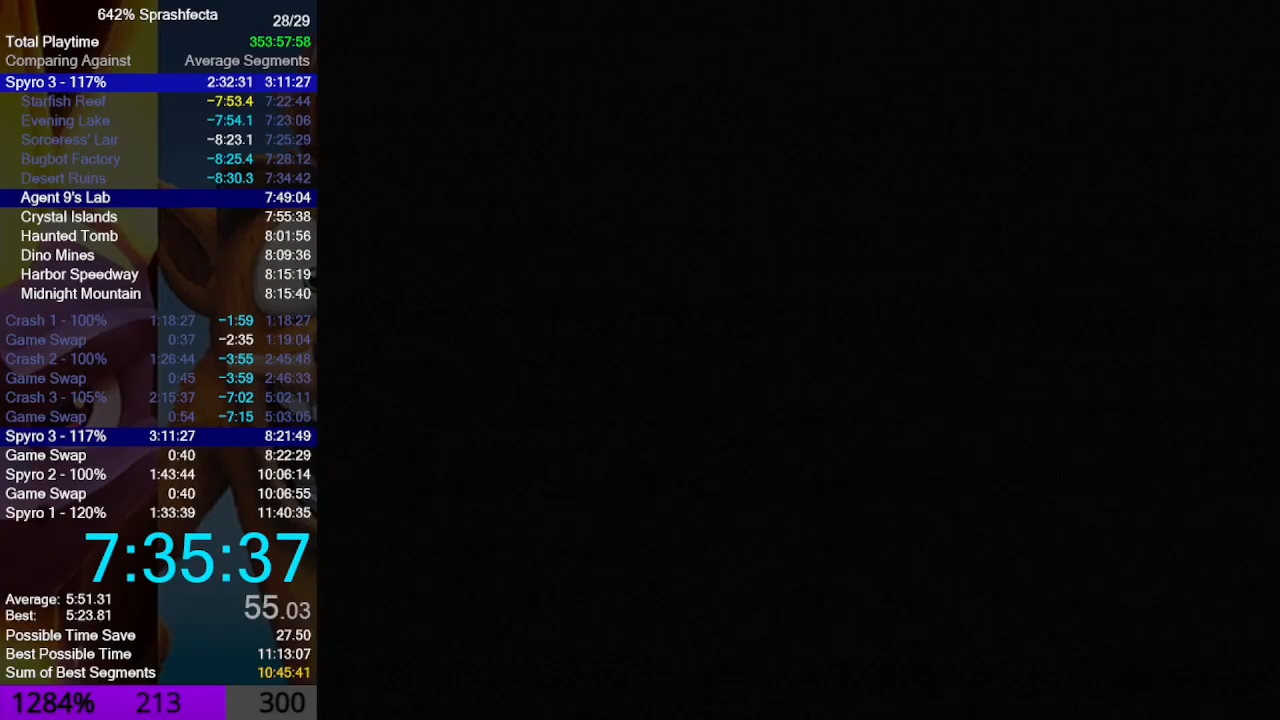 642% Sprashfecta
28/29
Total Playtime 353:57:58
Comparing Against Average Segments
Spyro 3 - 117% 2:32:31 3:11:27
Starfish Reef −7:53.4 7:22:44
Evening Lake −7:54.1 7:23:06
Sorceress' Lair −8:23.1 7:25:29
Bugbot Factory −8:25.4 7:28:12
Desert Ruins −8:30.3 7:34:42
Agent 9's Lab 7:49:04
Crystal Islands 7:55:38
Haunted Tomb 8:01:56
Dino Mines 8:09:36
Harbor Speedway 8:15:19
Midnight Mountain 8:15:40
Crash 1 - 100% 1:18:27 −1:59 1:18:27
Game Swap 0:37 −2:35 1:19:04
Crash 2 - 100% 1:26:44 −3:55 2:45:48
Game Swap 0:45 −3:59 2:46:33
Crash 3 - 105% 2:15:37 −7:02 5:02:11
Game Swap 0:54 −7:15 5:03:05
Spyro 3 - 117% 3:11:27 8:21:49
Game Swap 0:40 8:22:29
Spyro 2 - 100% 1:43:44 10:06:14
Game Swap 0:40 10:06:55
Spyro 1 - 120% 1:33:39 11:40:35
7:35:37
Average: 5:51.31
Best: 5:23.81
55.03
Possible Time Save 27.50
Best Possible Time 11:13:07
Sum of Best Segments 10:45:41
1284% 213 300